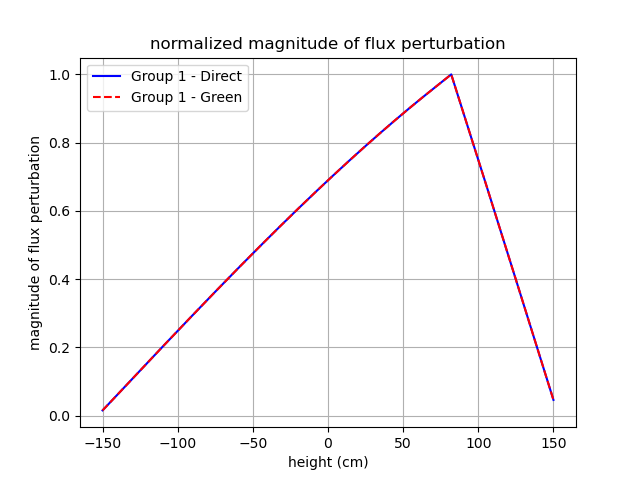 normalized magnitude of flux perturbation
Group 1 - Direct
Group 1 - Green
magnitude of flux perturbation
1.0
0.8
0.6
0.4
0.2
0.0
−150
−100
−50
0
50
100
150
height (cm)